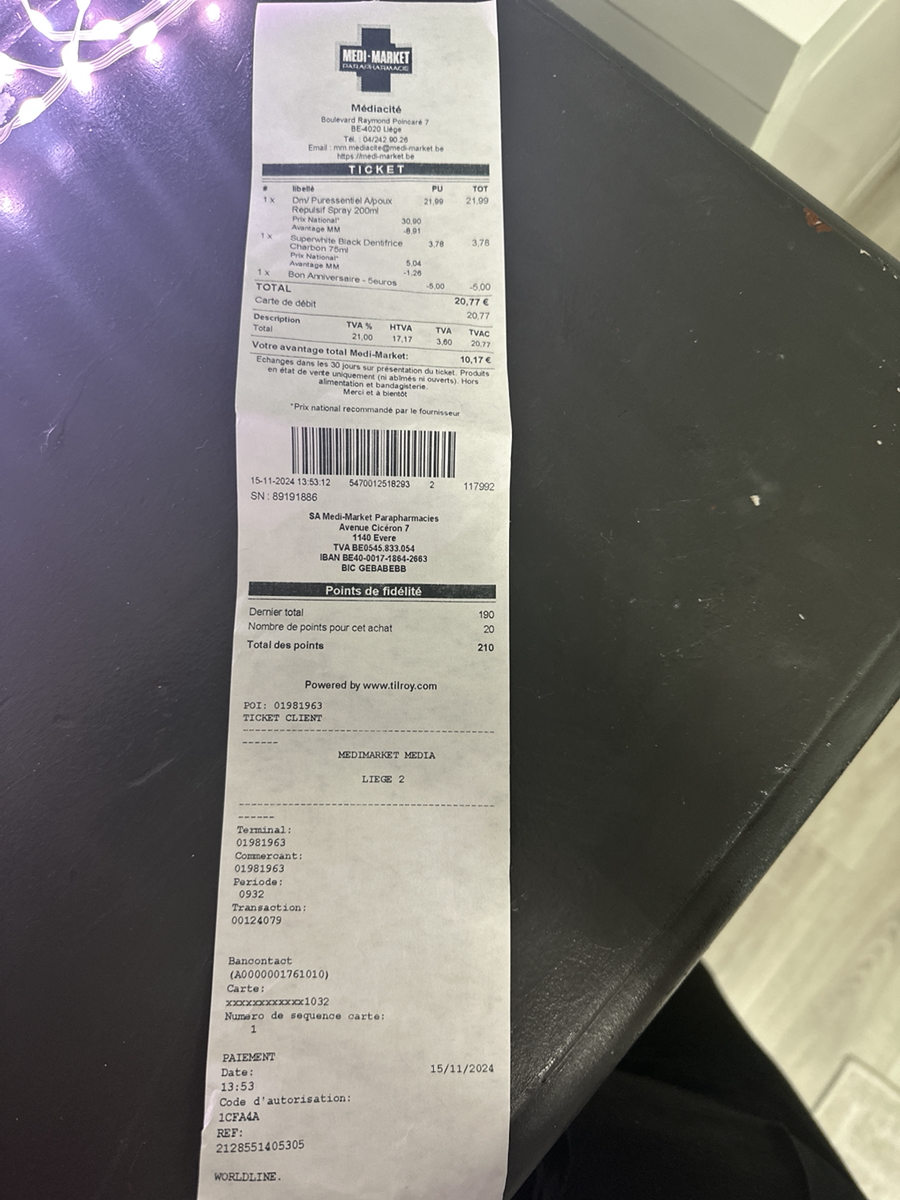 MEDI-MARKET
PARAPHARMACIE
Médiacité
Boulevard Raymond Poincaré 7
BE-4020 Liège
Tél. : 04/242 90 26
Email : mm.mediacite@medi-market.be
https://medi-market.be
TICKET
# libellé PU TOT
1 x Dm/ Puressentiel A/poux 21,99 21,99
Repulsif Spray 200ml
Prix National* 30,90
Avantage MM -8,91
1 x Superwhite Black Dentifrice 3,78 3,78
Charbon 75ml
Prix National* 5,04
Avantage MM -1,26
1 x Bon Anniversaire - 5euros -5,00 -5,00
TOTAL 20,77 €
Carte de débit 20,77
Description TVA % HTVA TVA TVAC
Total 21,00 17,17 3,60 20,77
Votre avantage total Medi-Market: 10,17 €
Echanges dans les 30 jours sur présentation du ticket. Produits
en état de vente uniquement (ni abîmés ni ouverts). Hors
alimentation et bandagisterie.
Merci et à bientôt
*Prix national recommandé par le fournisseur
15-11-2024 13:53:12 5470012518293 2 117992
SN : 89191886
SA Medi-Market Parapharmacies
Avenue Cicéron 7
1140 Evere
TVA BE0545.833.054
IBAN BE40-0017-1864-2663
BIC GEBABEBB
Points de fidélité
Dernier total 190
Nombre de points pour cet achat 20
Total des points 210
Powered by www.tilroy.com
POI: 01981963
TICKET CLIENT
--------------------------------------------
------
MEDIMARKET MEDIA
LIEGE 2
--------------------------------------------
------
Terminal:
01981963
Commercant:
01981963
Periode:
0932
Transaction:
00124079
Bancontact
(A0000001761010)
Carte:
xxxxxxxxxxxx1032
Numero de sequence carte:
1
PAIEMENT
Date: 15/11/2024
13:53
Code d'autorisation:
1CFA4A
REF:
2128551405305
WORLDLINE.